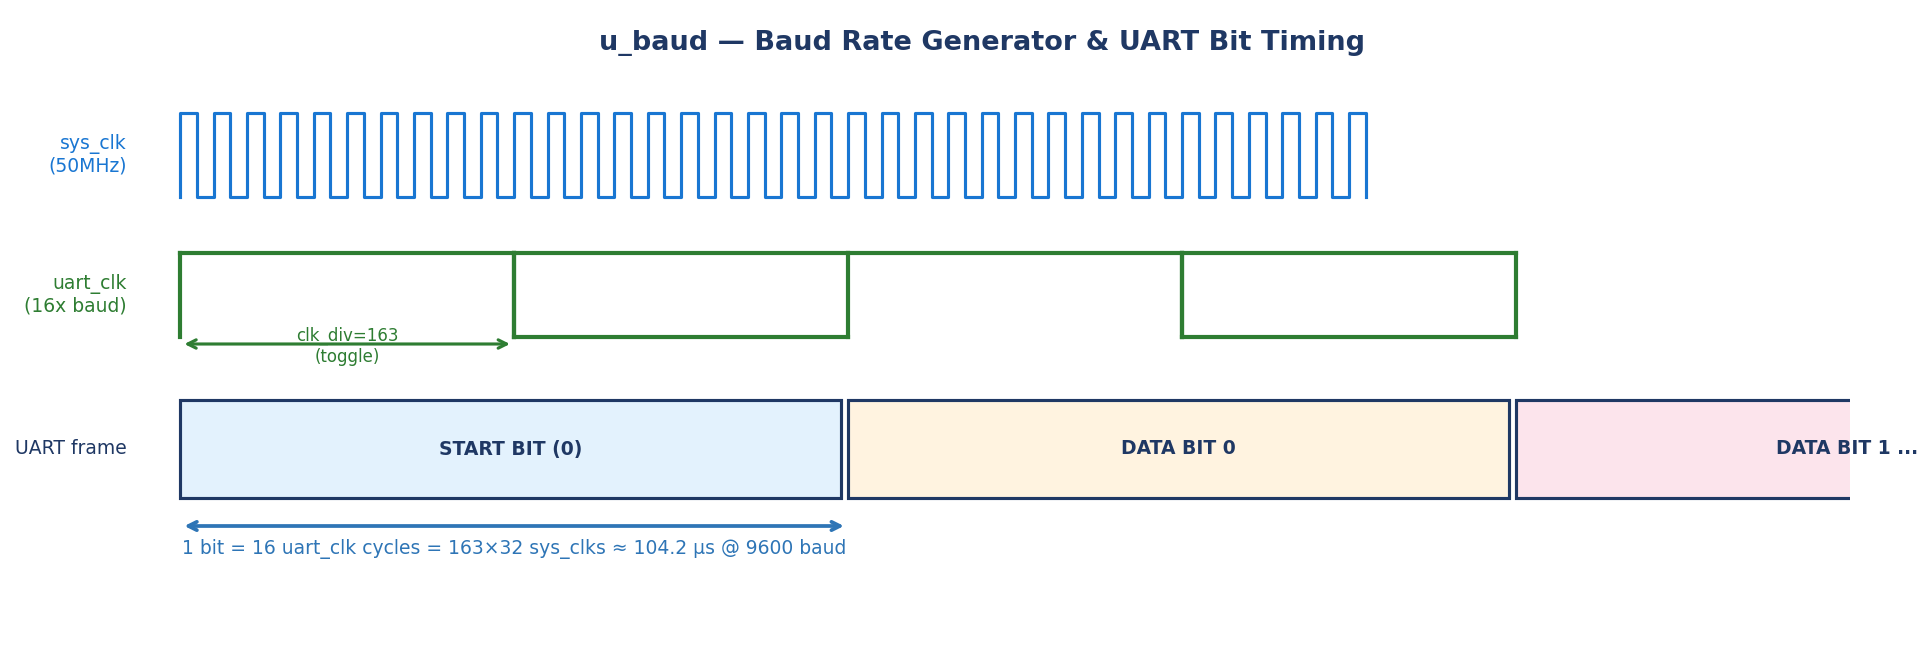 u_baud — Baud Rate Generator & UART Bit Timing
sys_clk
(50MHz)
uart_clk
(16x baud)
clk_div=163
(toggle)
UART frame
START BIT (0)
DATA BIT 0
DATA BIT 1 ...
1 bit = 16 uart_clk cycles = 163×32 sys_clks ≈ 104.2 µs @ 9600 baud